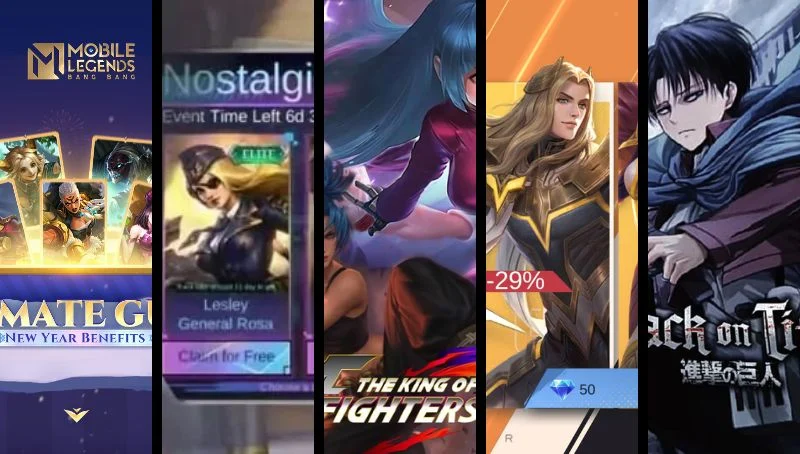 MOBILE
LEGENDS
BANG BANG
MATE GU
NEW YEAR BENEFITS
Nostalgi
Event Time Left 6d 3
ELITE
Lesley
General Rosa
Claim for Free
THE KING OF
FIGHTERS
-29%
50
R
ack on Ti
進撃の巨人